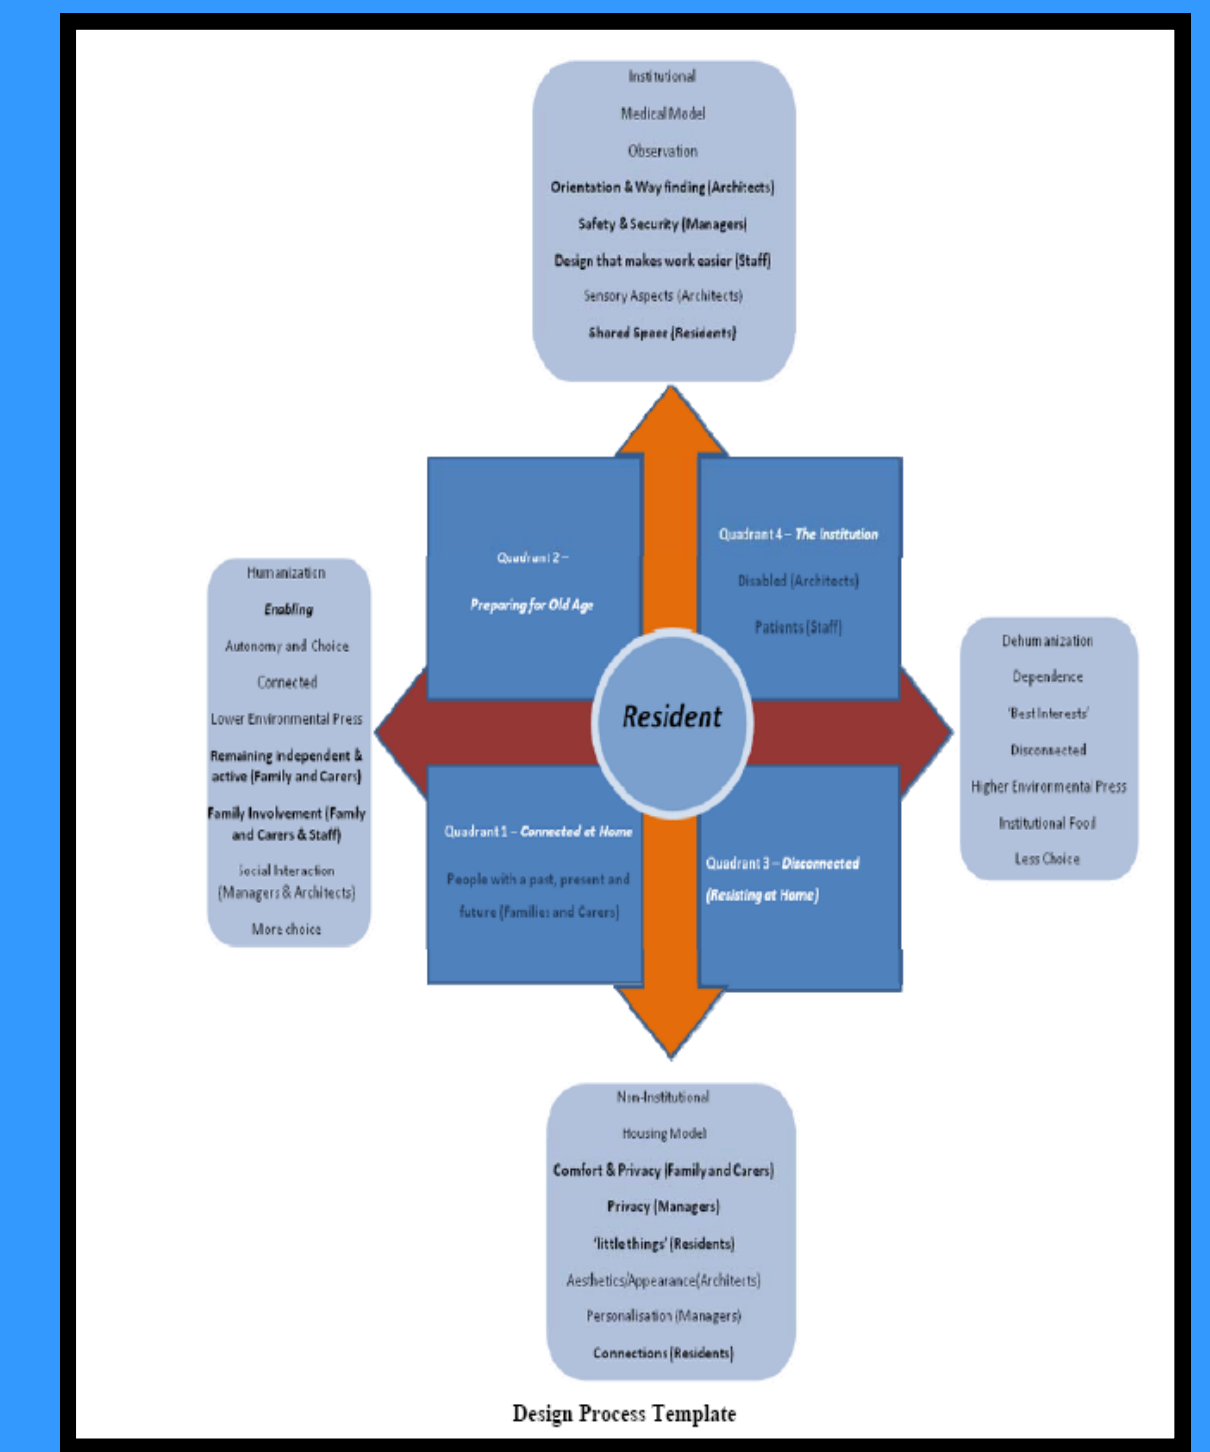 Institutional
Medical Model
Observation
Orientation & Way finding (Architects)
Safety & Security (Managers)
Design that makes work easier (Staff)
Sensory Aspects (Architects)
Shared Space (Residents)
Quadrant 2 –
Preparing for Old Age
Quadrant 4 – The Institution
Disabled (Architects)
Patients (Staff)
Humanization
Enabling
Autonomy and Choice
Connected
Lower Environmental Press
Remaining independent &
active (Family and Carers)
Family Involvement (Family
and Carers & Staff)
Social Interaction
(Managers & Architects)
More choice
Resident
Dehumanization
Dependence
'Best Interests'
Disconnected
Higher Environmental Press
Institutional Food
Less Choice
Quadrant 1 – Connected at Home
People with a past, present and
future (Families and Carers)
Quadrant 3 – Disconnected
(Resisting at Home)
Non-Institutional
Housing Model
Comfort & Privacy (Family and Carers)
Privacy (Managers)
'little things' (Residents)
Aesthetics/Appearance(Architects)
Personalisation (Managers)
Connections (Residents)
Design Process Template